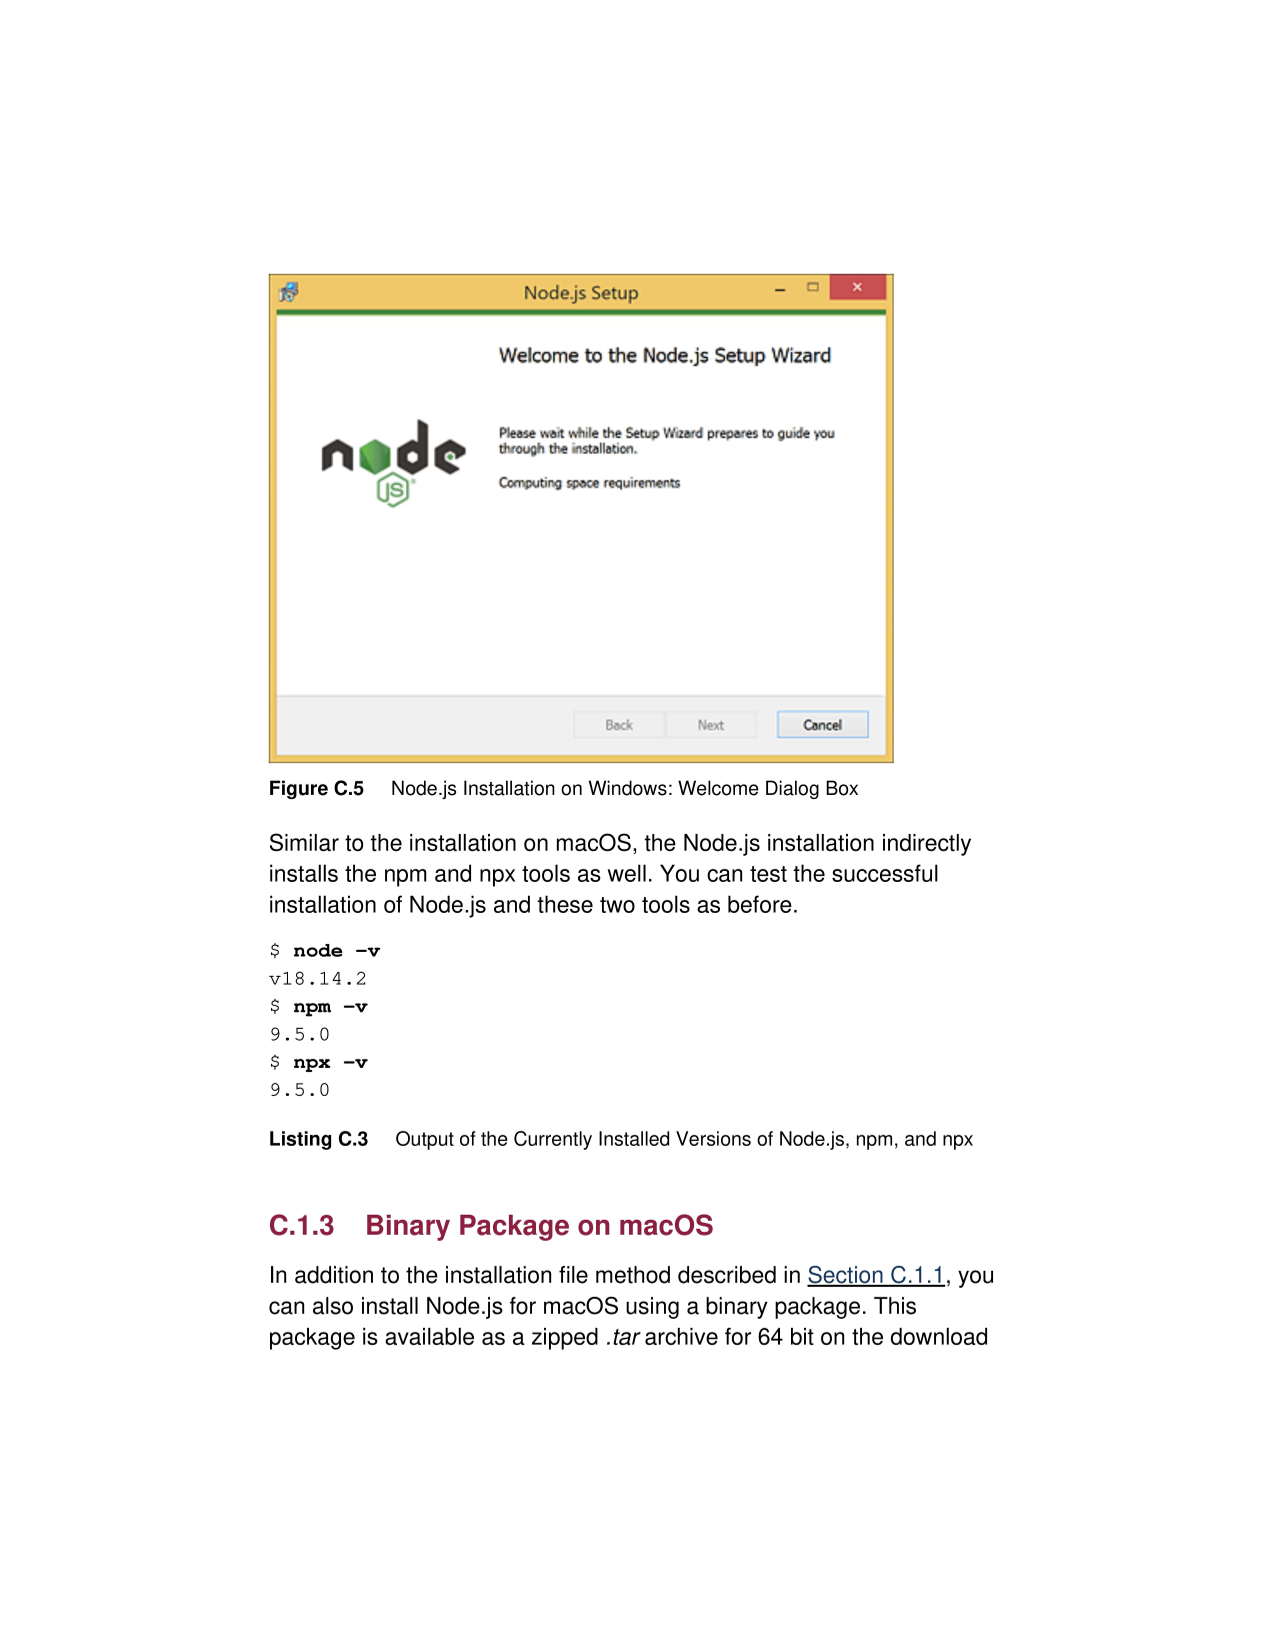 Node.js Setup
Welcome to the Node.js Setup Wizard
Please wait while the Setup Wizard prepares to guide you
through the installation.
Computing space requirements
node
JS
Back Next Cancel
Figure C.5 Node.js Installation on Windows: Welcome Dialog Box
Similar to the installation on macOS, the Node.js installation indirectly
installs the npm and npx tools as well. You can test the successful
installation of Node.js and these two tools as before.
$ node –v
v18.14.2
$ npm –v
9.5.0
$ npx –v
9.5.0
Listing C.3 Output of the Currently Installed Versions of Node.js, npm, and npx
C.1.3 Binary Package on macOS
In addition to the installation file method described in Section C.1.1, you
can also install Node.js for macOS using a binary package. This
package is available as a zipped .tar archive for 64 bit on the download